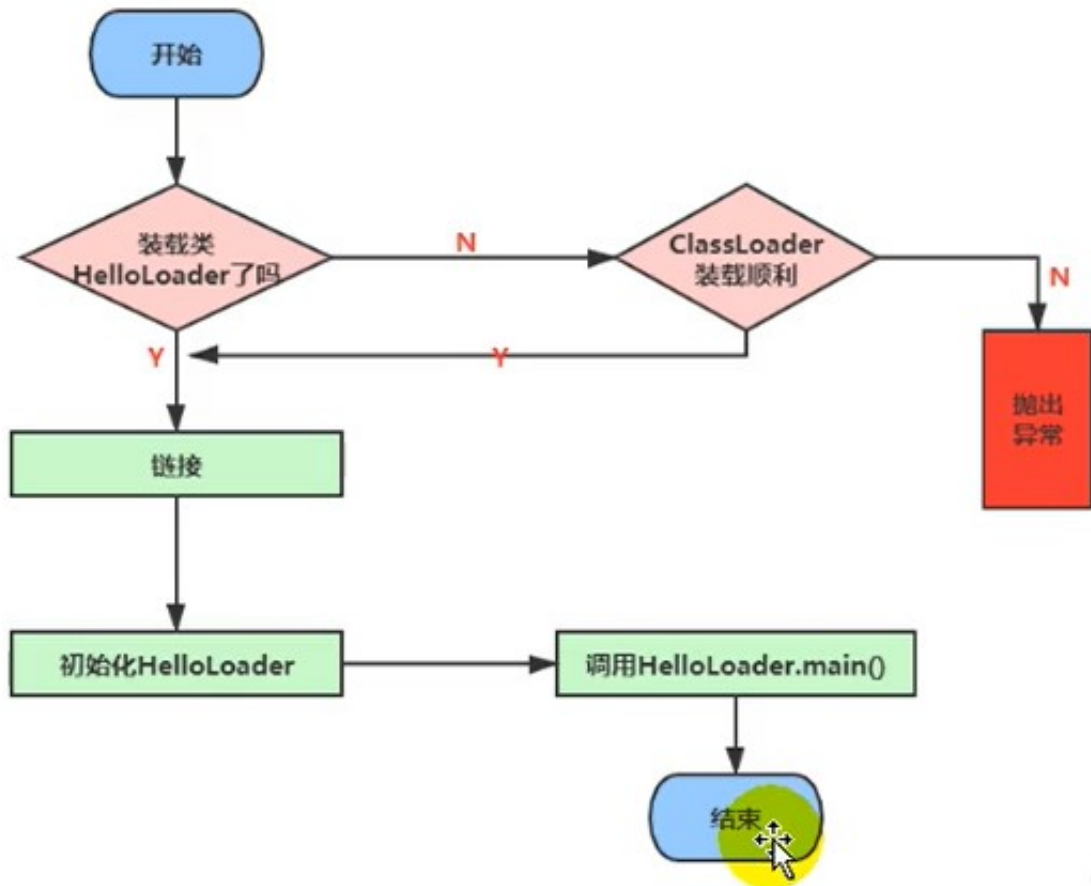 开始
装载类
HelloLoader了吗
N
ClassLoader
装载顺利
N
Y
Y
抛出
异常
链接
初始化HelloLoader
调用HelloLoader.main()
结束